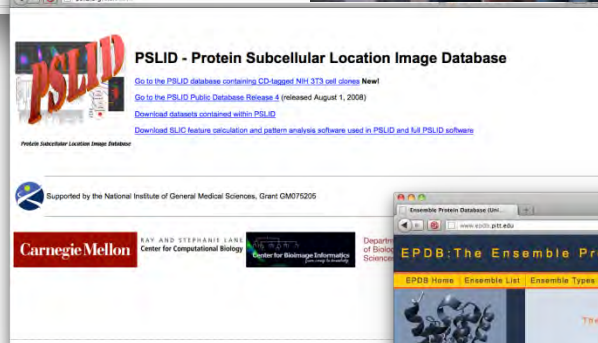 PSLID - Protein Subcellular Location Image Database
PSLID
Go to the PSLID database containing CD-tagged NIH 3T3 cell clones New!
Go to the PSLID Public Database Release 4 (released August 1, 2008)
Download datasets contained within PSLID
Download SLIC feature calculation and pattern analysis software used in PSLID and full PSLID software
Protein Subcellular Location Image Database
Supported by the National Institute of General Medical Sciences, Grant GM075205
Ensemble Protein Database (Uni...
www.epdb.pitt.edu
Carnegie Mellon
RAY AND STEPHANIE LANE
Center for Computational Biology
Center for Bioimage Informatics
Departm
of Biolog
Sciences
EPDB:The Ensemble Pr
EPDB Home Ensemble List Ensemble Types
The